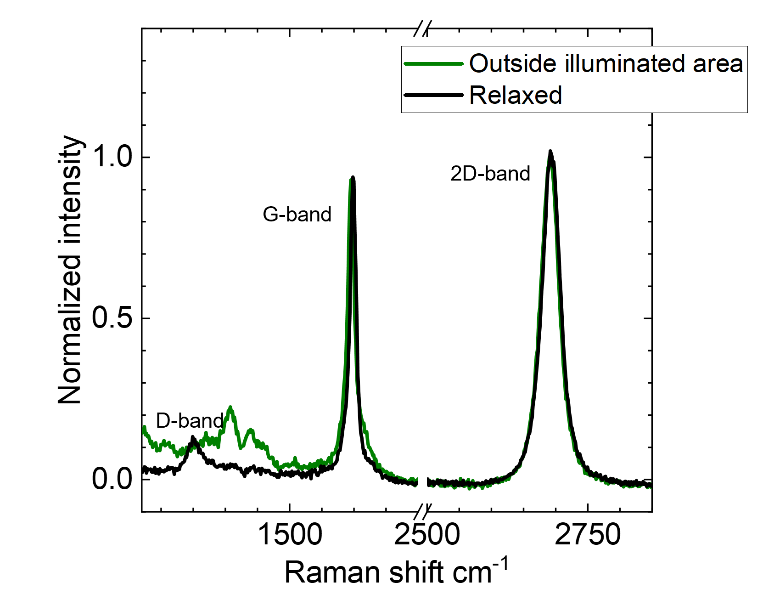 Outside illuminated area
Relaxed
2D-band
G-band
D-band
Normalized intensity
1.0
0.5
0.0
1500
2500
2750
Raman shift cm⁻¹